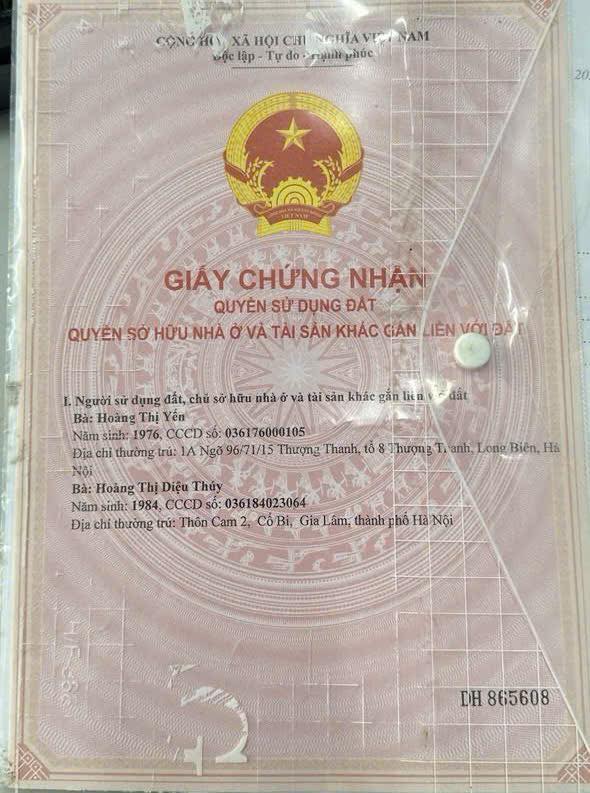 CỘNG HÒA XÃ HỘI CHỦ NGHĨA VIỆT NAM
Độc lập - Tự do - Hạnh phúc
VIỆT NAM
GIẤY CHỨNG NHẬN
QUYỀN SỬ DỤNG ĐẤT
QUYỀN SỞ HỮU NHÀ Ở VÀ TÀI SẢN KHÁC GẮN LIỀN VỚI ĐẤT
I. Người sử dụng đất, chủ sở hữu nhà ở và tài sản khác gắn liền với đất
Bà: Hoàng Thị Yến
Năm sinh: 1976, CCCD số: 036176000105
Địa chỉ thường trú: 1A Ngõ 96/71/15 Thượng Thanh, tổ 8 Thượng Thanh, Long Biên, Hà
Nội
Bà: Hoàng Thị Diệu Thúy
Năm sinh: 1984, CCCD số: 036184023064
Địa chỉ thường trú: Thôn Cam 2, Cổ Bi, Gia Lâm, thành phố Hà Nội
DH 865608